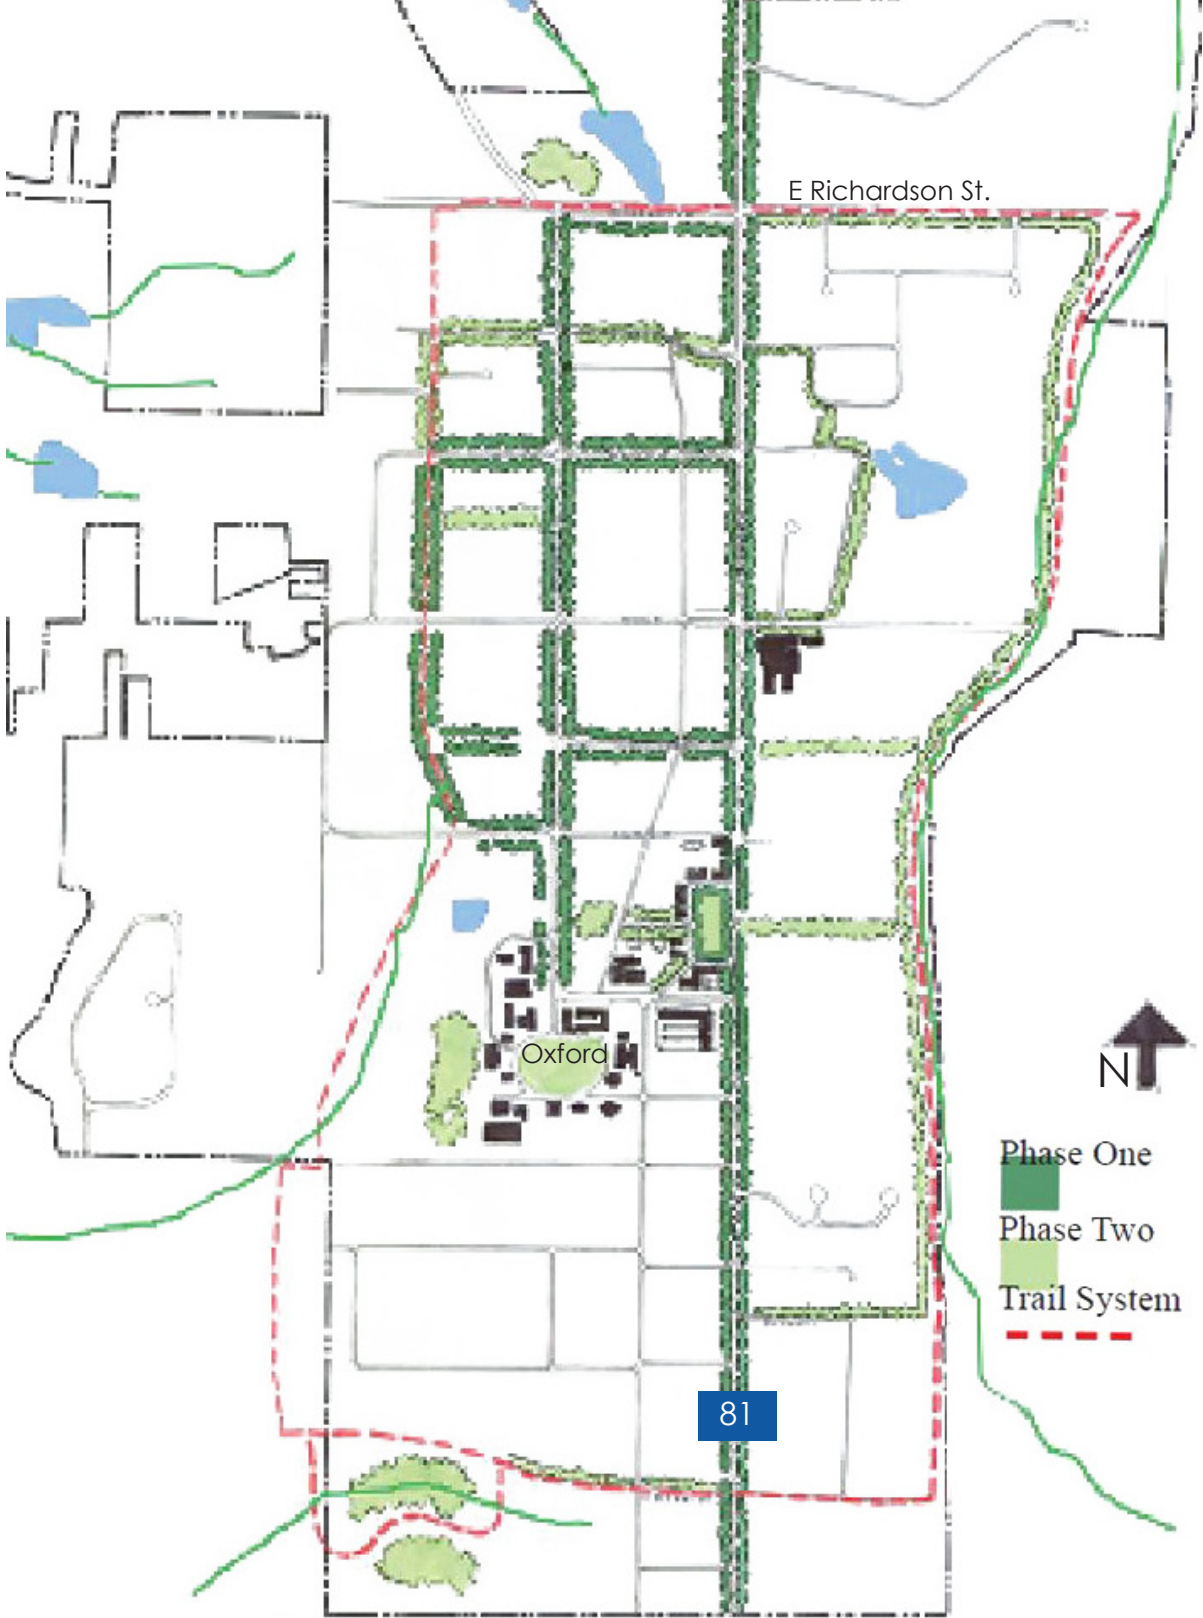 E Richardson St.
Oxford
N
Phase One
Phase Two
Trail System
81